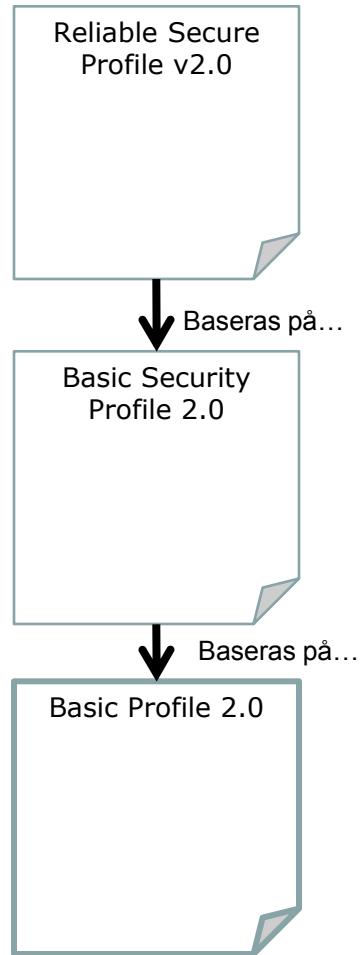 Reliable Secure
Profile v2.0
Baseras på…
Basic Security
Profile 2.0
Baseras på…
Basic Profile 2.0